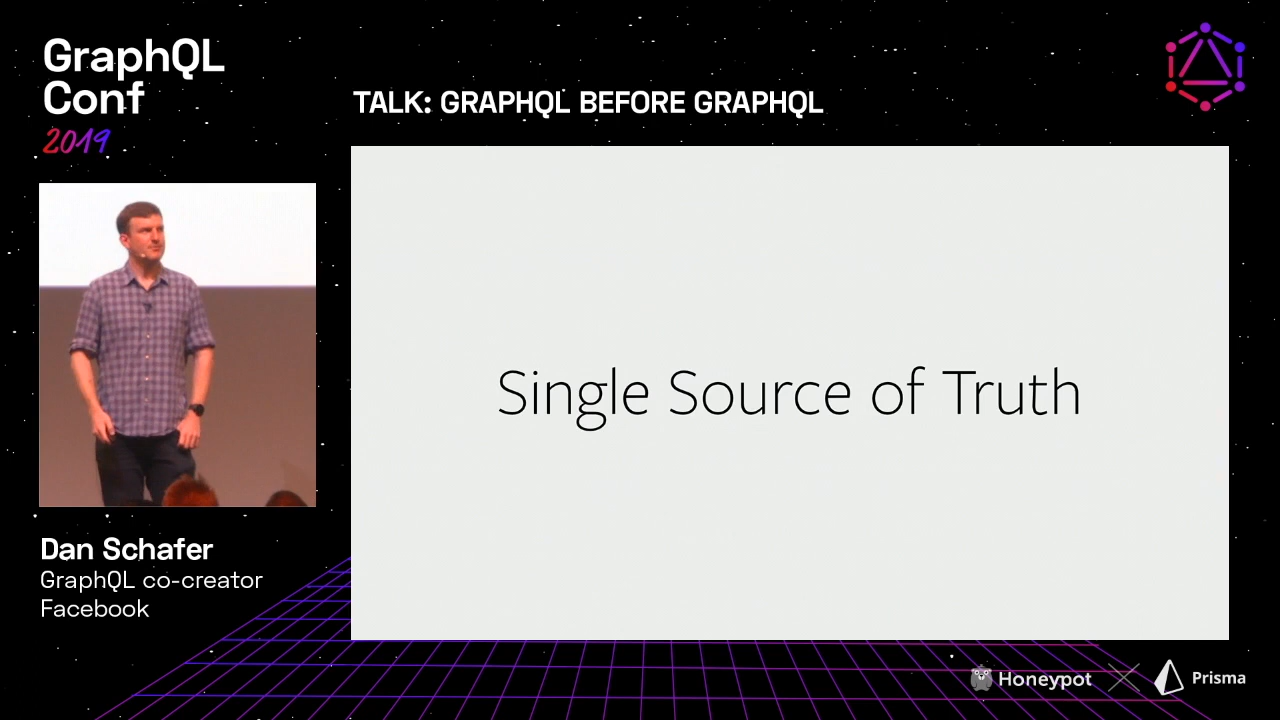 GraphQL
Conf
2019
TALK: GRAPHQL BEFORE GRAPHQL
Single Source of Truth
Dan Schafer
GraphQL co-creator
Facebook
Honeypot
Prisma